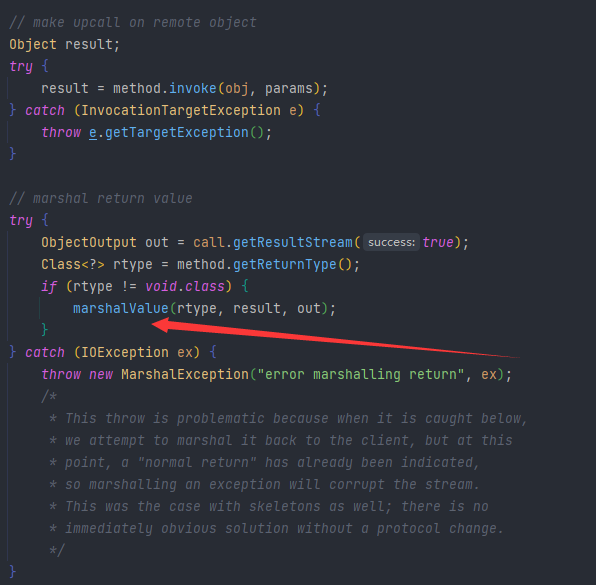 // make upcall on remote object
Object result;
try {
    result = method.invoke(obj, params);
} catch (InvocationTargetException e) {
    throw e.getTargetException();
}

// marshal return value
try {
    ObjectOutput out = call.getResultStream( success: true);
    Class<?> rtype = method.getReturnType();
    if (rtype != void.class) {
        marshalValue(rtype, result, out);
    }
} catch (IOException ex) {
    throw new MarshalException("error marshalling return", ex);
    /*
     * This throw is problematic because when it is caught below,
     * we attempt to marshal it back to the client, but at this
     * point, a "normal return" has already been indicated,
     * so marshalling an exception will corrupt the stream.
     * This was the case with skeletons as well; there is no
     * immediately obvious solution without a protocol change.
     */
}